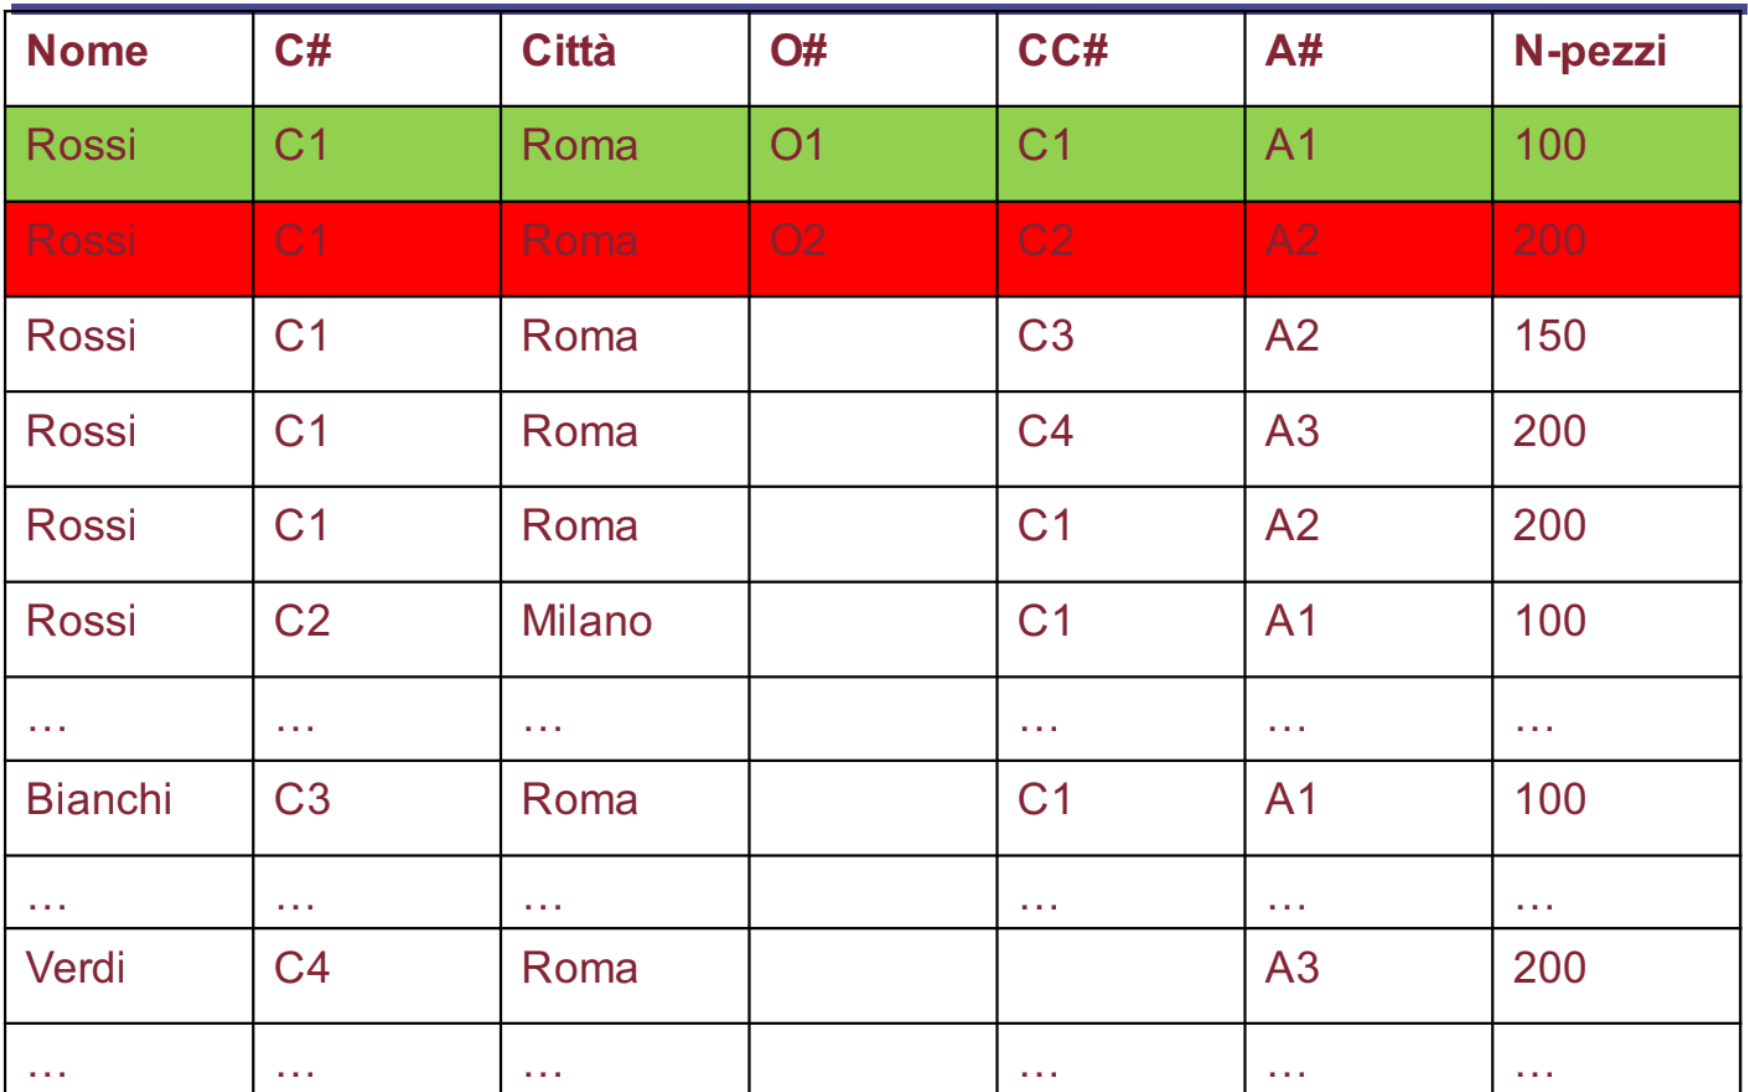 Nome C# Città O# CC# A# N-pezzi
Rossi C1 Roma O1 C1 A1 100
Rossi C1 Roma O2 C2 A2 200
Rossi C1 Roma C3 A2 150
Rossi C1 Roma C4 A3 200
Rossi C1 Roma C1 A2 200
Rossi C2 Milano C1 A1 100
… … … … … …
Bianchi C3 Roma C1 A1 100
… … … … … …
Verdi C4 Roma A3 200
… … … … … …